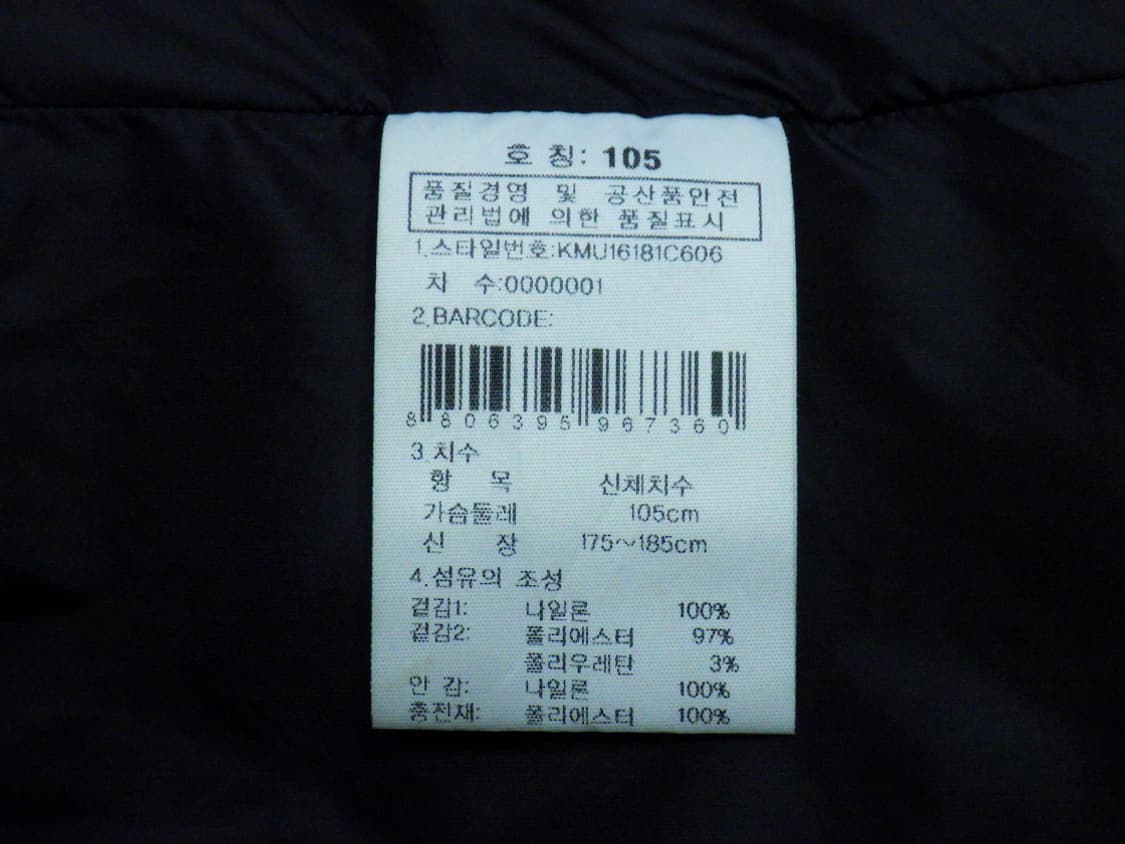 호 칭: 105
품질경영 및 공산품안전
관리법에 의한 품질표시
1.스타일번호:KMU16181C606
차 수:0000001
2.BARCODE:
8 806395 967360
3.치수
항 목 신체치수
가슴둘레 105cm
신 장 175~185cm
4.섬유의 조성
겉감1: 나일론 100%
겉감2: 폴리에스터 97%
폴리우레탄 3%
안 감: 나일론 100%
충전재: 폴리에스터 100%